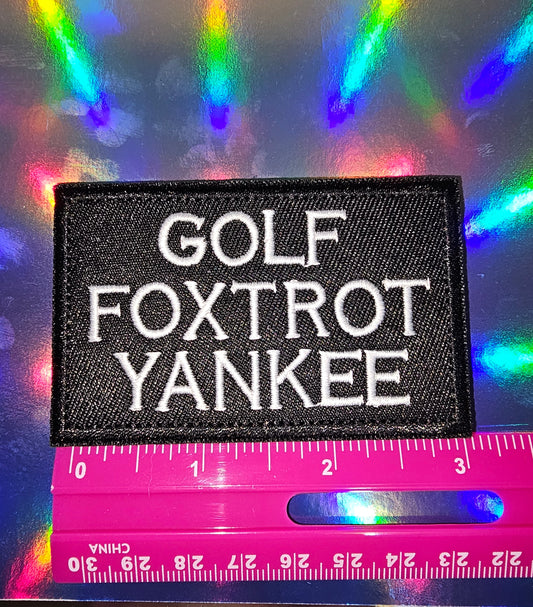 GOLF
FOXTROT
YANKEE
0 1 2 3
CHINA
30 29 28 27 26 25 24 23 22